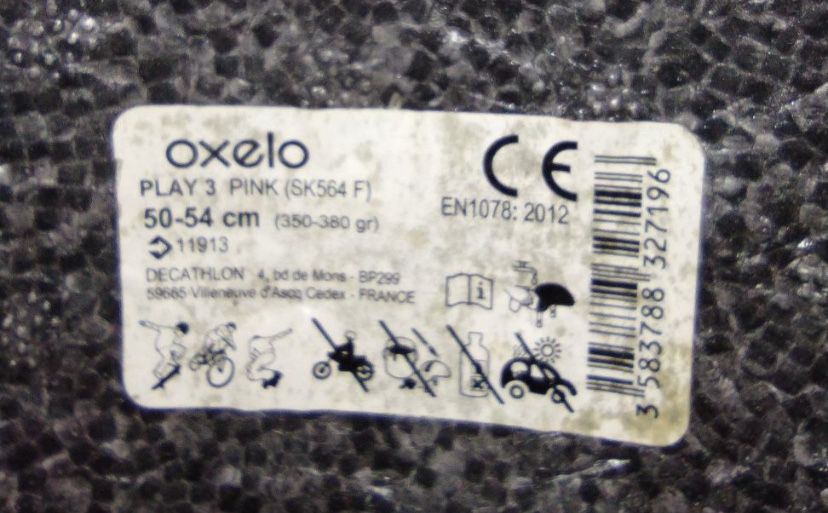 oxelo
CE
PLAY 3 PINK (SK564 F)
EN1078: 2012
50-54 cm (350-380 gr)
11913
DECATHLON 4, bd de Mons - BP299
59665 Villeneuve d'Ascq Cedex - FRANCE
i
3 583788 327196